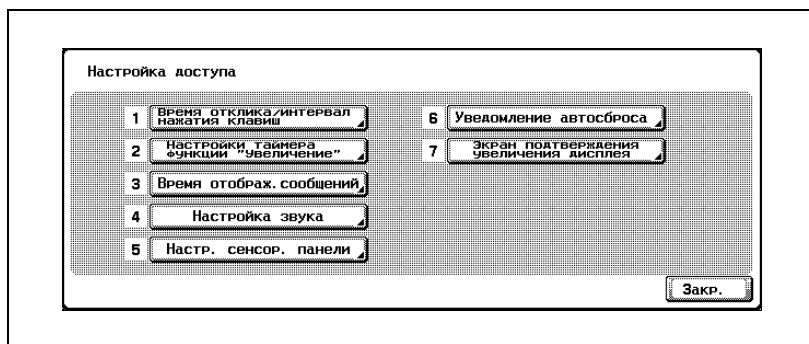 Настройка доступа
1 Время отклика/интервал
нажатия клавиш
2 Настройки таймера
функции "Увеличение"
3 Время отображ.сообщений
4 Настройка звука
5 Настр. сенсор. панели
6 Уведомление автосброса
7 Экран подтверждения
увеличения дисплея
Закр.